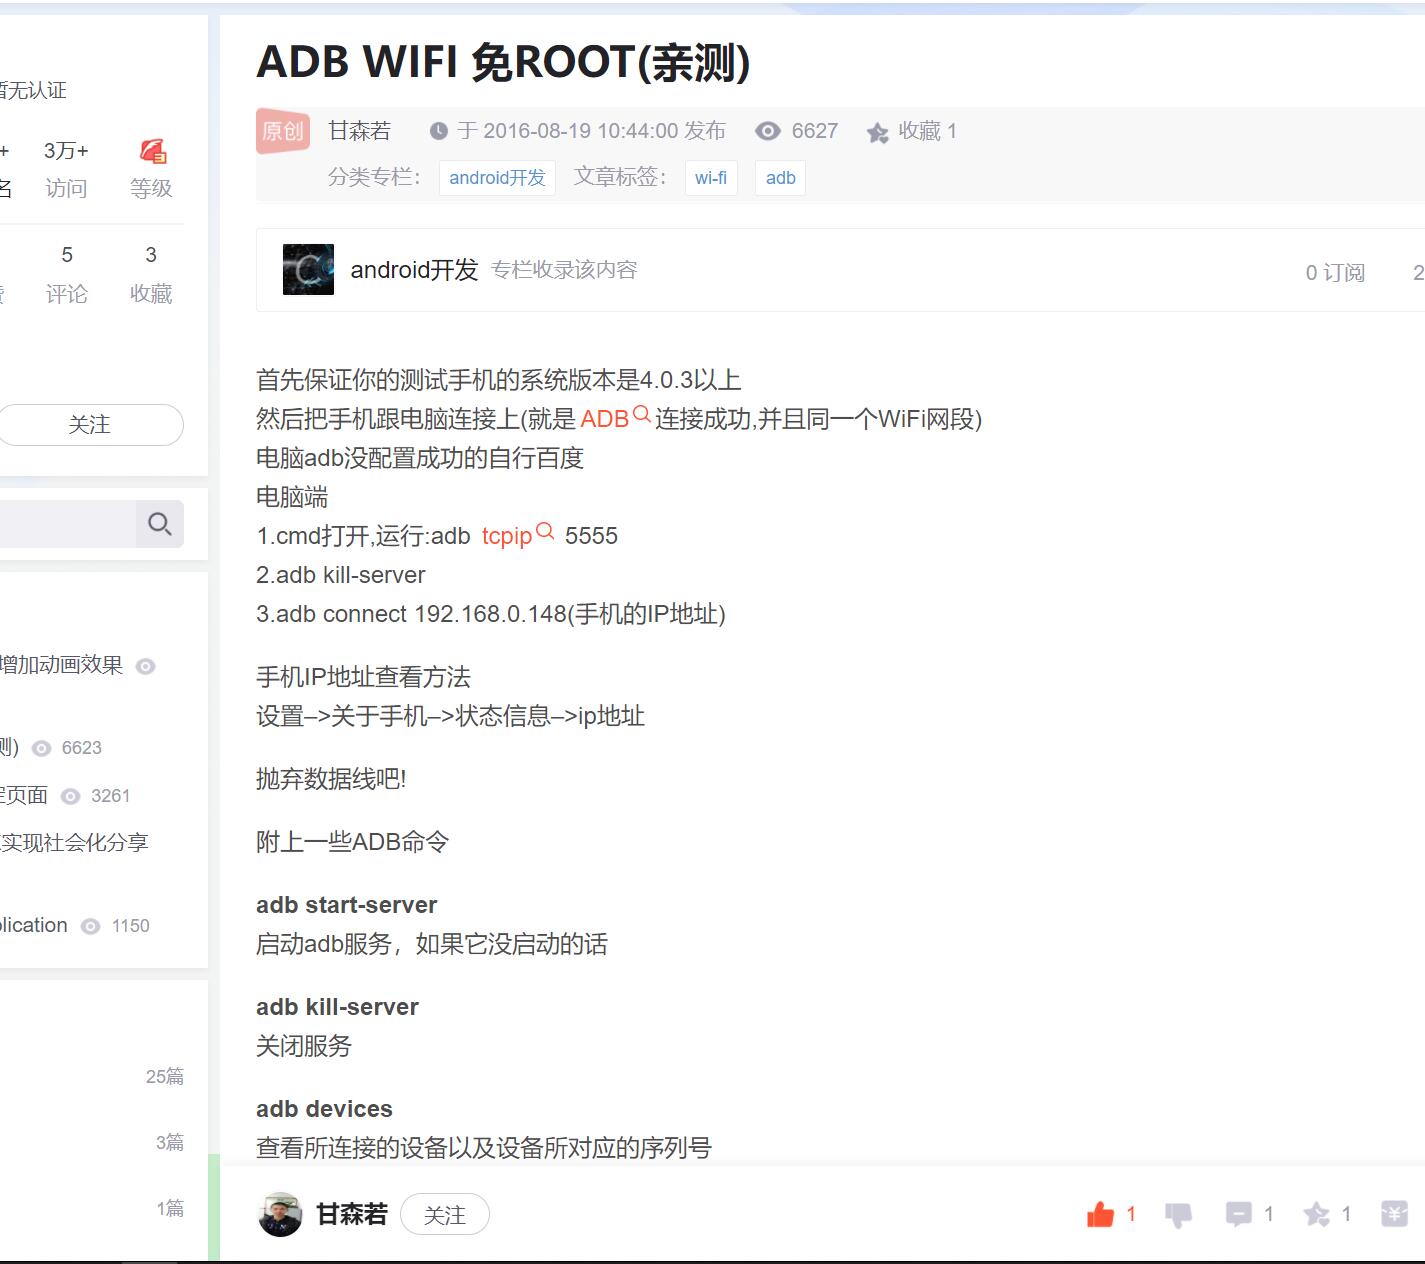 ADB WIFI 免ROOT(亲测)
原创 甘森若 于 2016-08-19 10:44:00 发布 6627 收藏 1
分类专栏： android开发 文章标签： wi-fi adb
android开发 专栏收录该内容 0 订阅 2
首先保证你的测试手机的系统版本是4.0.3以上
然后把手机跟电脑连接上(就是 ADB 连接成功,并且同一个WiFi网段)
电脑adb没配置成功的自行百度
电脑端
1.cmd打开,运行:adb tcpip 5555
2.adb kill-server
3.adb connect 192.168.0.148(手机的IP地址)
手机IP地址查看方法
设置–>关于手机–>状态信息–>ip地址
抛弃数据线吧!
附上一些ADB命令
adb start-server
启动adb服务，如果它没启动的话
adb kill-server
关闭服务
adb devices
查看所连接的设备以及设备所对应的序列号
甘森若 关注 1 1 1
暂无认证
+ 3万+
名 访问 等级
5 3
评论 收藏
关注
增加动画效果
测) 6623
页面 3261
实现社会化分享
plication 1150
25篇
3篇
1篇